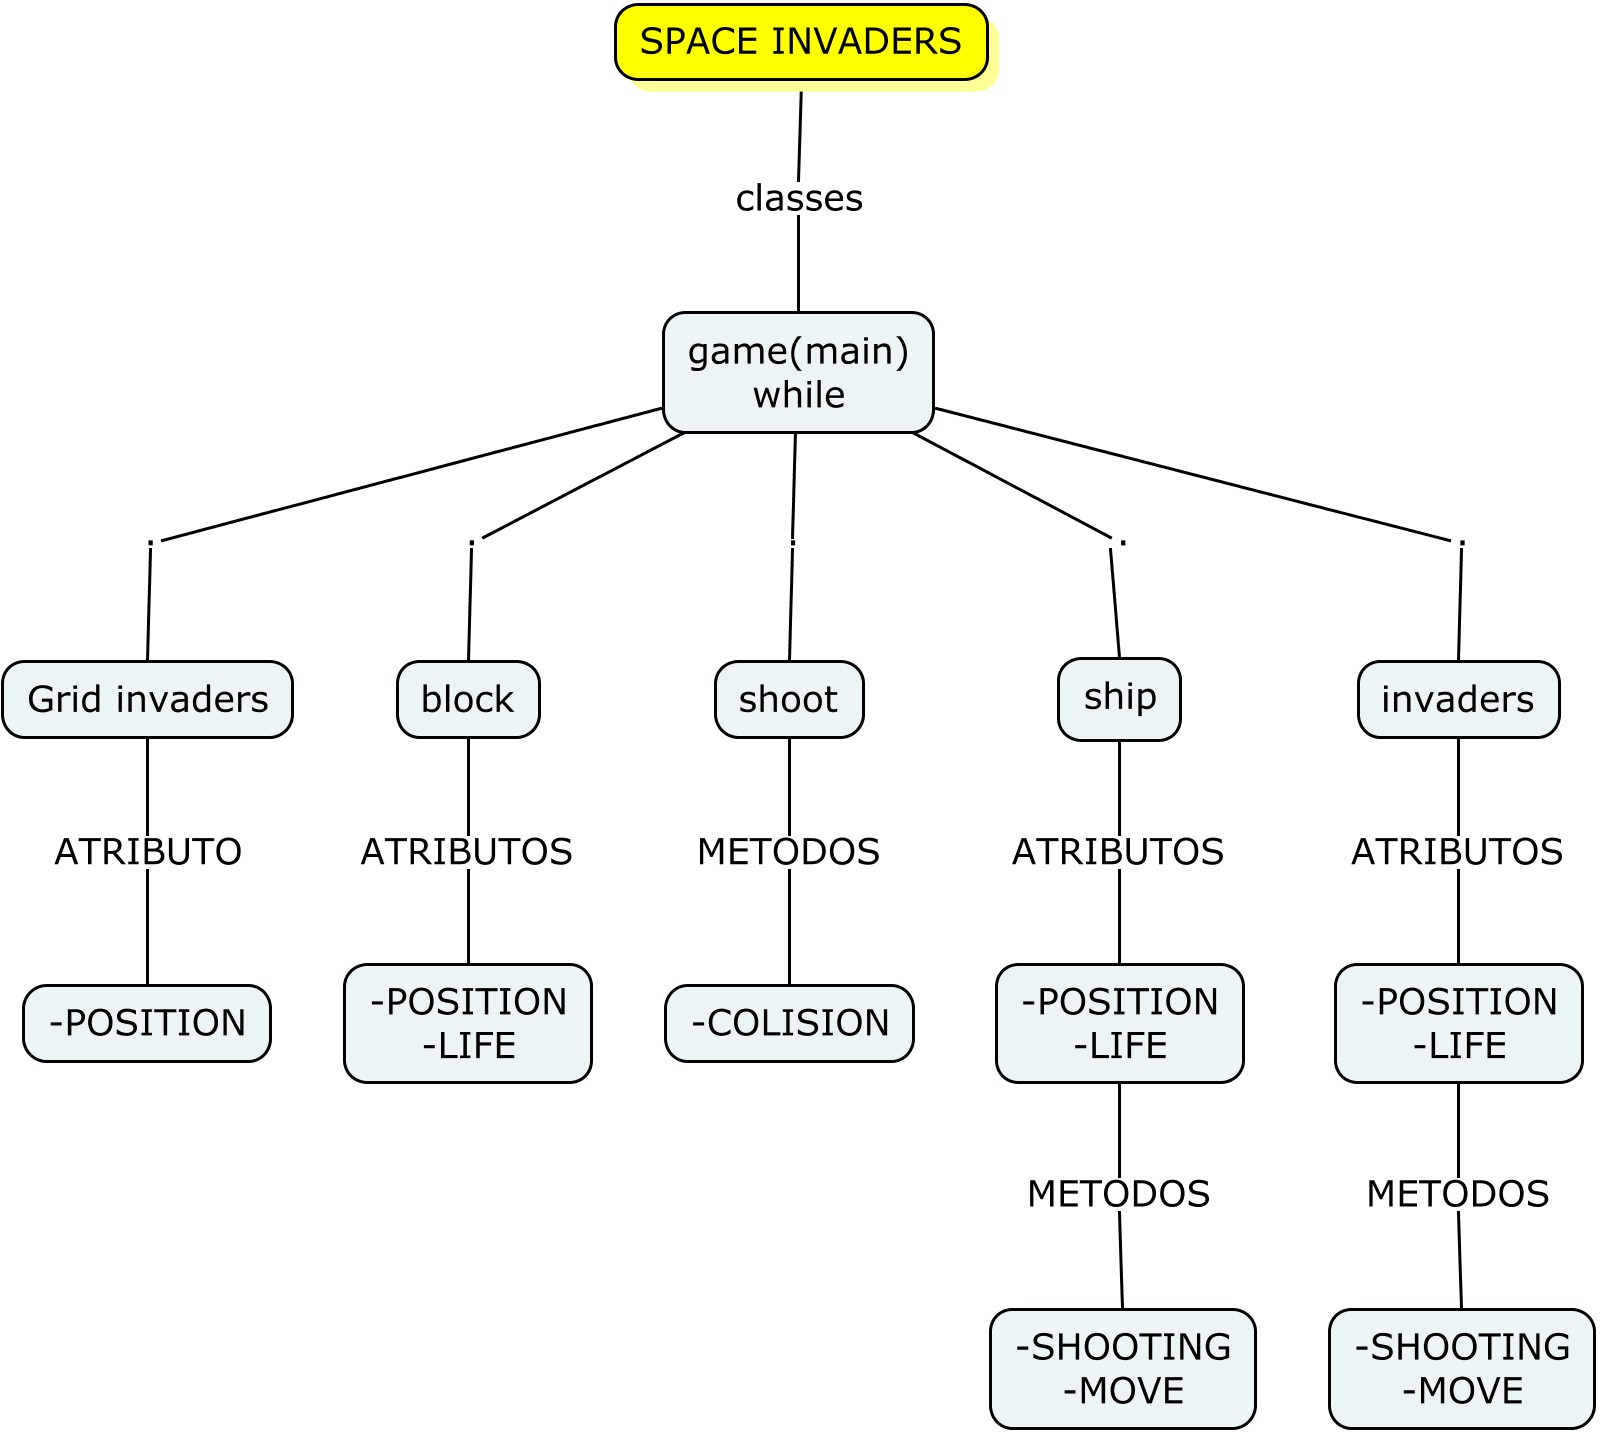 SPACE INVADERS
classes
game(main)
while
.
.
.
.
.
Grid invaders
block
shoot
ship
invaders
ATRIBUTO
ATRIBUTOS
METODOS
ATRIBUTOS
ATRIBUTOS
-POSITION
-POSITION
-LIFE
-COLISION
-POSITION
-LIFE
-POSITION
-LIFE
METODOS
METODOS
-SHOOTING
-MOVE
-SHOOTING
-MOVE